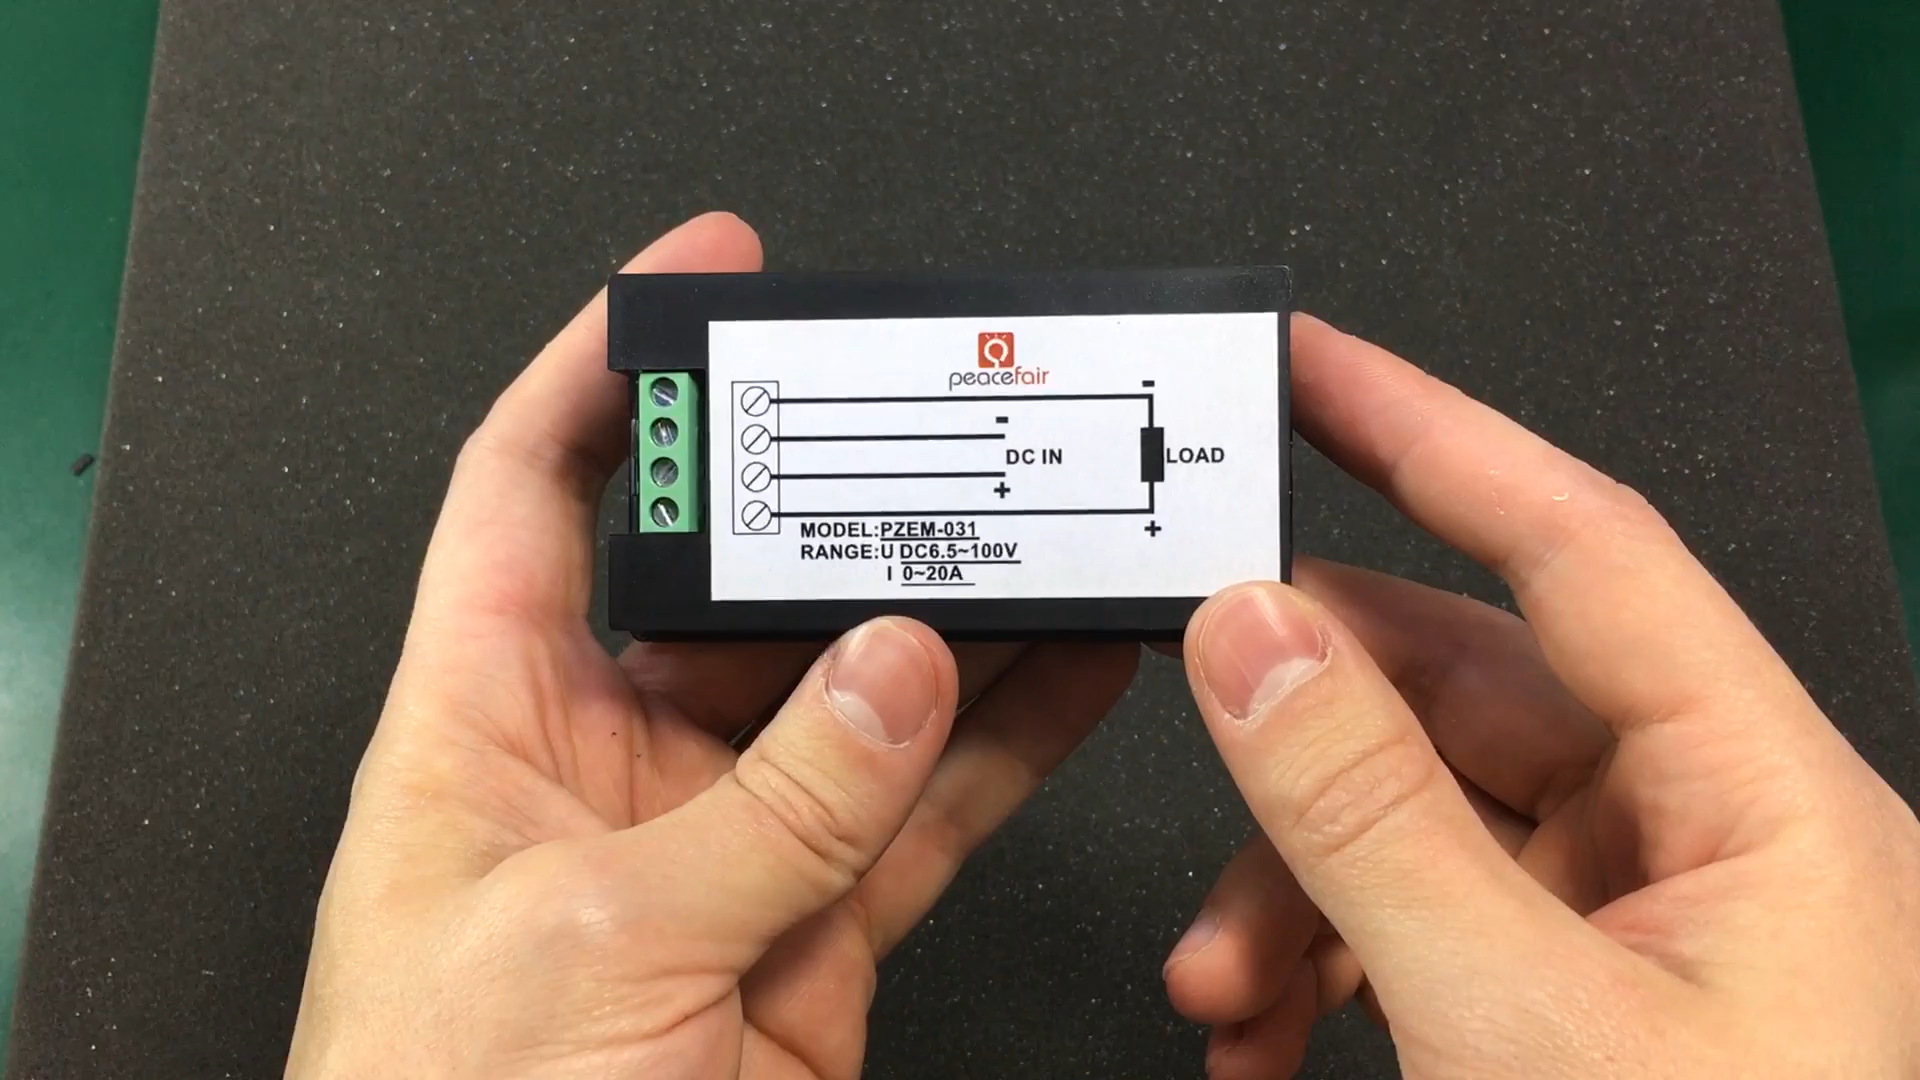 peacefair
-
-
DC IN
LOAD
+
+
MODEL:PZEM-031
RANGE:U DC6.5~100V
I 0~20A